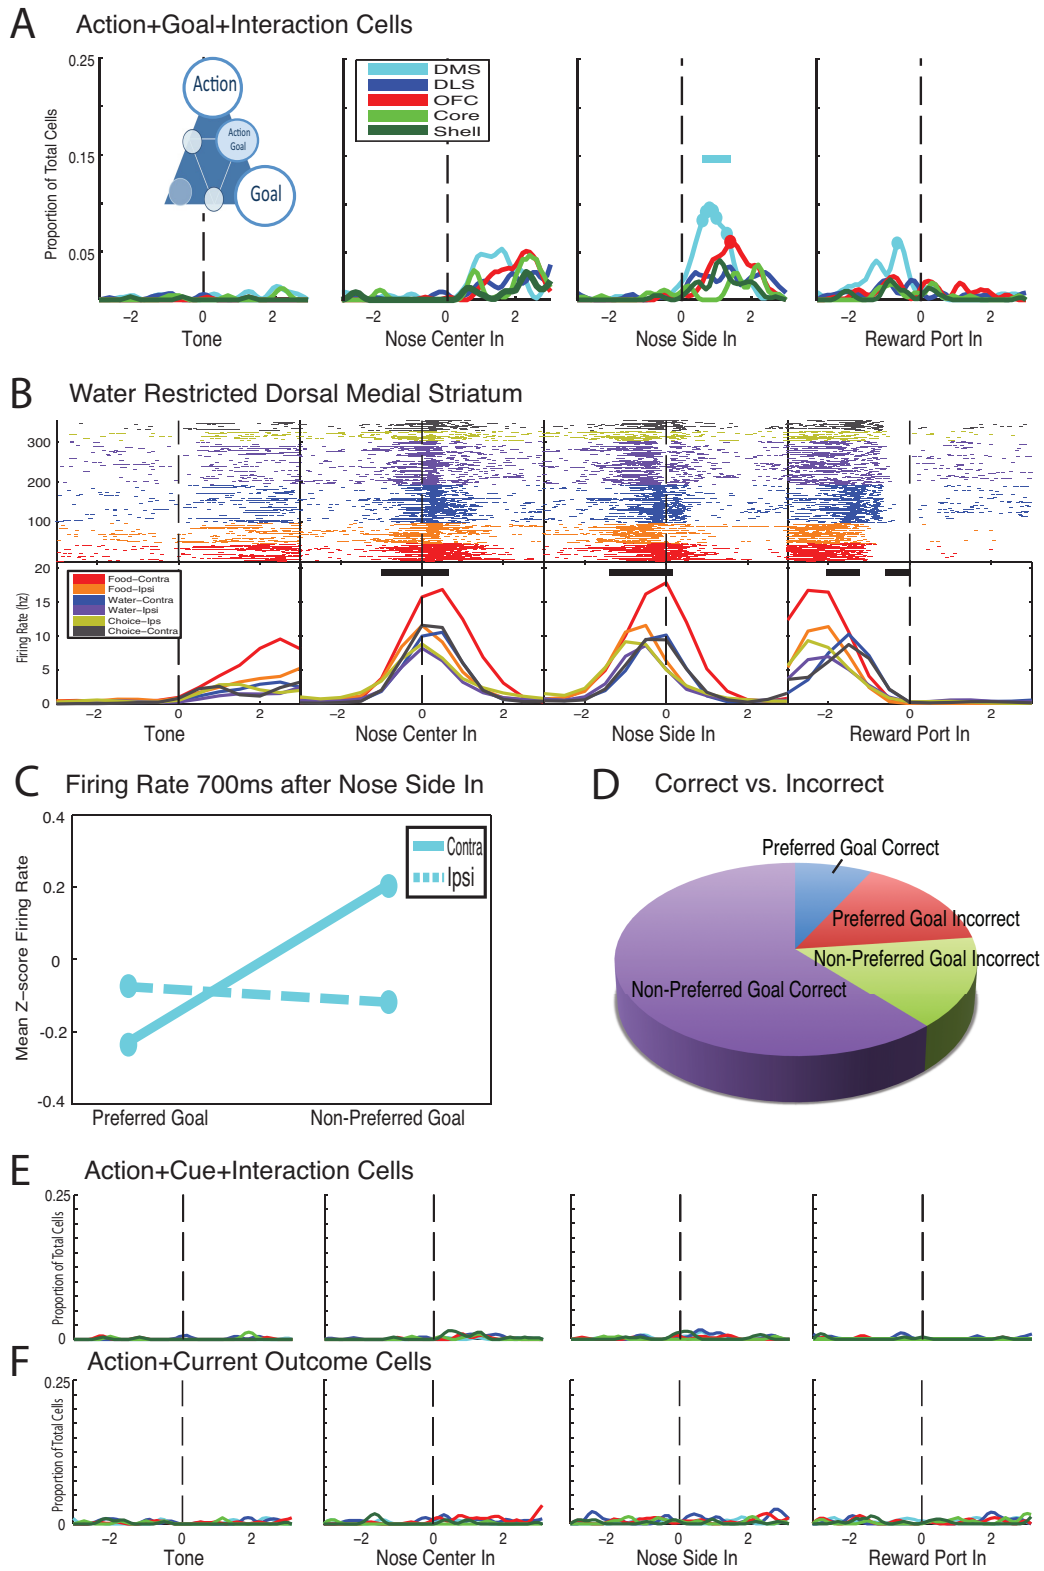 A Action+Goal+Interaction Cells
Proportion of Total Cells
0.25
0.15
0.05
Action
Action
Goal
Goal
DMS
DLS
OFC
Core
Shell
−2 0 2 −2 0 2 −2 0 2 −2 0 2
Tone Nose Center In Nose Side In Reward Port In
B Water Restricted Dorsal Medial Striatum
300
200
100
Firing Rate (hz)
20
15
10
5
0
Food−Contra
Food−Ipsi
Water−Contra
Water−Ipsi
Choice−Ips
Choice−Contra
−2 0 2 −2 0 2 −2 0 2 −2 0 2
Tone Nose Center In Nose Side In Reward Port In
C Firing Rate 700ms after Nose Side In
Mean Z−score Firing Rate
0.4
0.2
0
-0.2
-0.4
Contra
Ipsi
Preferred Goal Non-Preferred Goal
D Correct vs. Incorrect
Preferred Goal Correct
Preferred Goal Incorrect
Non-Preferred Goal Incorrect
Non-Preferred Goal Correct
E Action+Cue+Interaction Cells
Proportion of Total Cells
0.25
0
F Action+Current Outcome Cells
Proportion of Total Cells
0.25
0
−2 0 2 −2 0 2 −2 0 2 −2 0 2
Tone Nose Center In Nose Side In Reward Port In